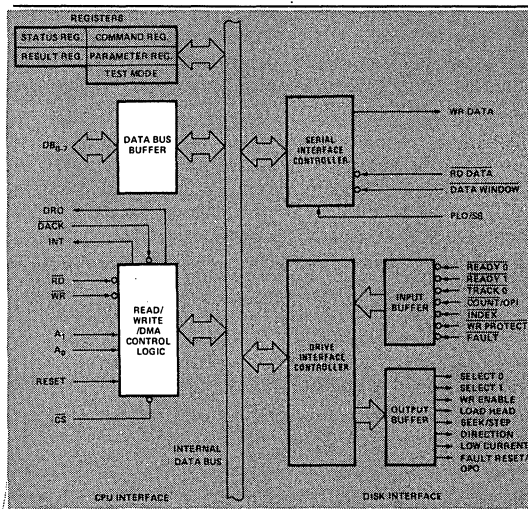 REGISTERS
STATUS REG. COMMAND REG.
RESULT REG. PARAMETER REG.
TEST MODE
DB0-7
DATA BUS
BUFFER
DRQ
DACK
INT
RD
WR
A1
A0
RESET
CS
READ/
WRITE
/DMA
CONTROL
LOGIC
INTERNAL
DATA BUS
CPU INTERFACE
SERIAL
INTERFACE
CONTROLLER
WR DATA
RD DATA
DATA WINDOW
PLO/SS
DRIVE
INTERFACE
CONTROLLER
INPUT
BUFFER
READY 0
READY 1
TRACK 0
COUNT/OPI
INDEX
WR PROTECT
FAULT
OUTPUT
BUFFER
SELECT 0
SELECT 1
WR ENABLE
LOAD HEAD
SEEK/STEP
DIRECTION
LOW CURRENT
FAULT RESET/
OPO
DISK INTERFACE